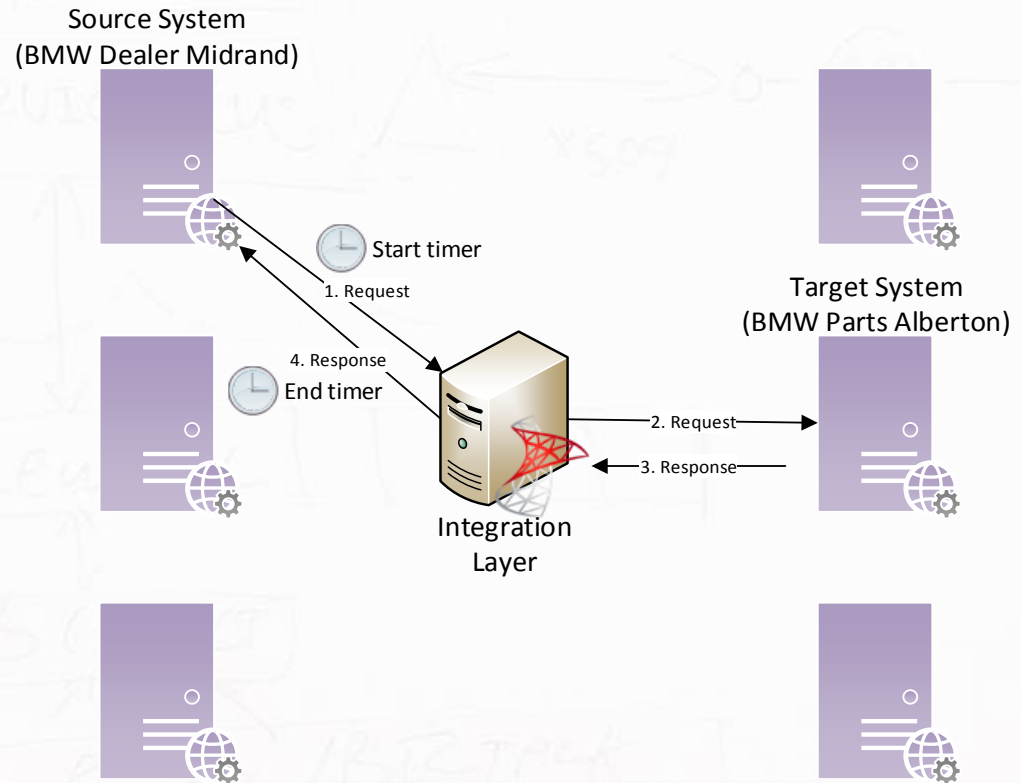 Source System
(BMW Dealer Midrand)
Start timer
1. Request
Target System
(BMW Parts Alberton)
4. Response
End timer
2. Request
3. Response
Integration
Layer